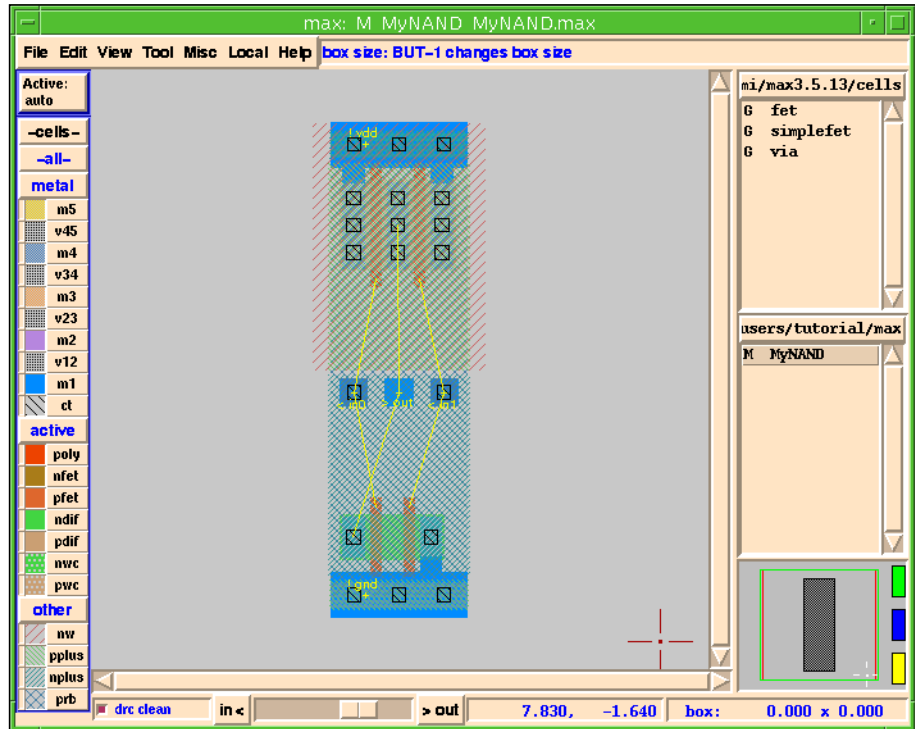 max: M MyNAND MyNAND.max
File Edit View Tool Misc Local Help box size: BUT-1 changes box size
Active:
auto
-cells-
-all-
metal
m5
v45
m4
v34
m3
v23
m2
v12
m1
ct
active
poly
nfet
pfet
ndif
pdif
nwc
pwc
other
nw
pplus
nplus
prb
!vdd
< in0 > out < in1
!gnd
mi/max3.5.13/cells
G fet
G simplefet
G via
users/tutorial/max
M MyNAND
drc clean in < > out 7.830, -1.640 box: 0.000 x 0.000